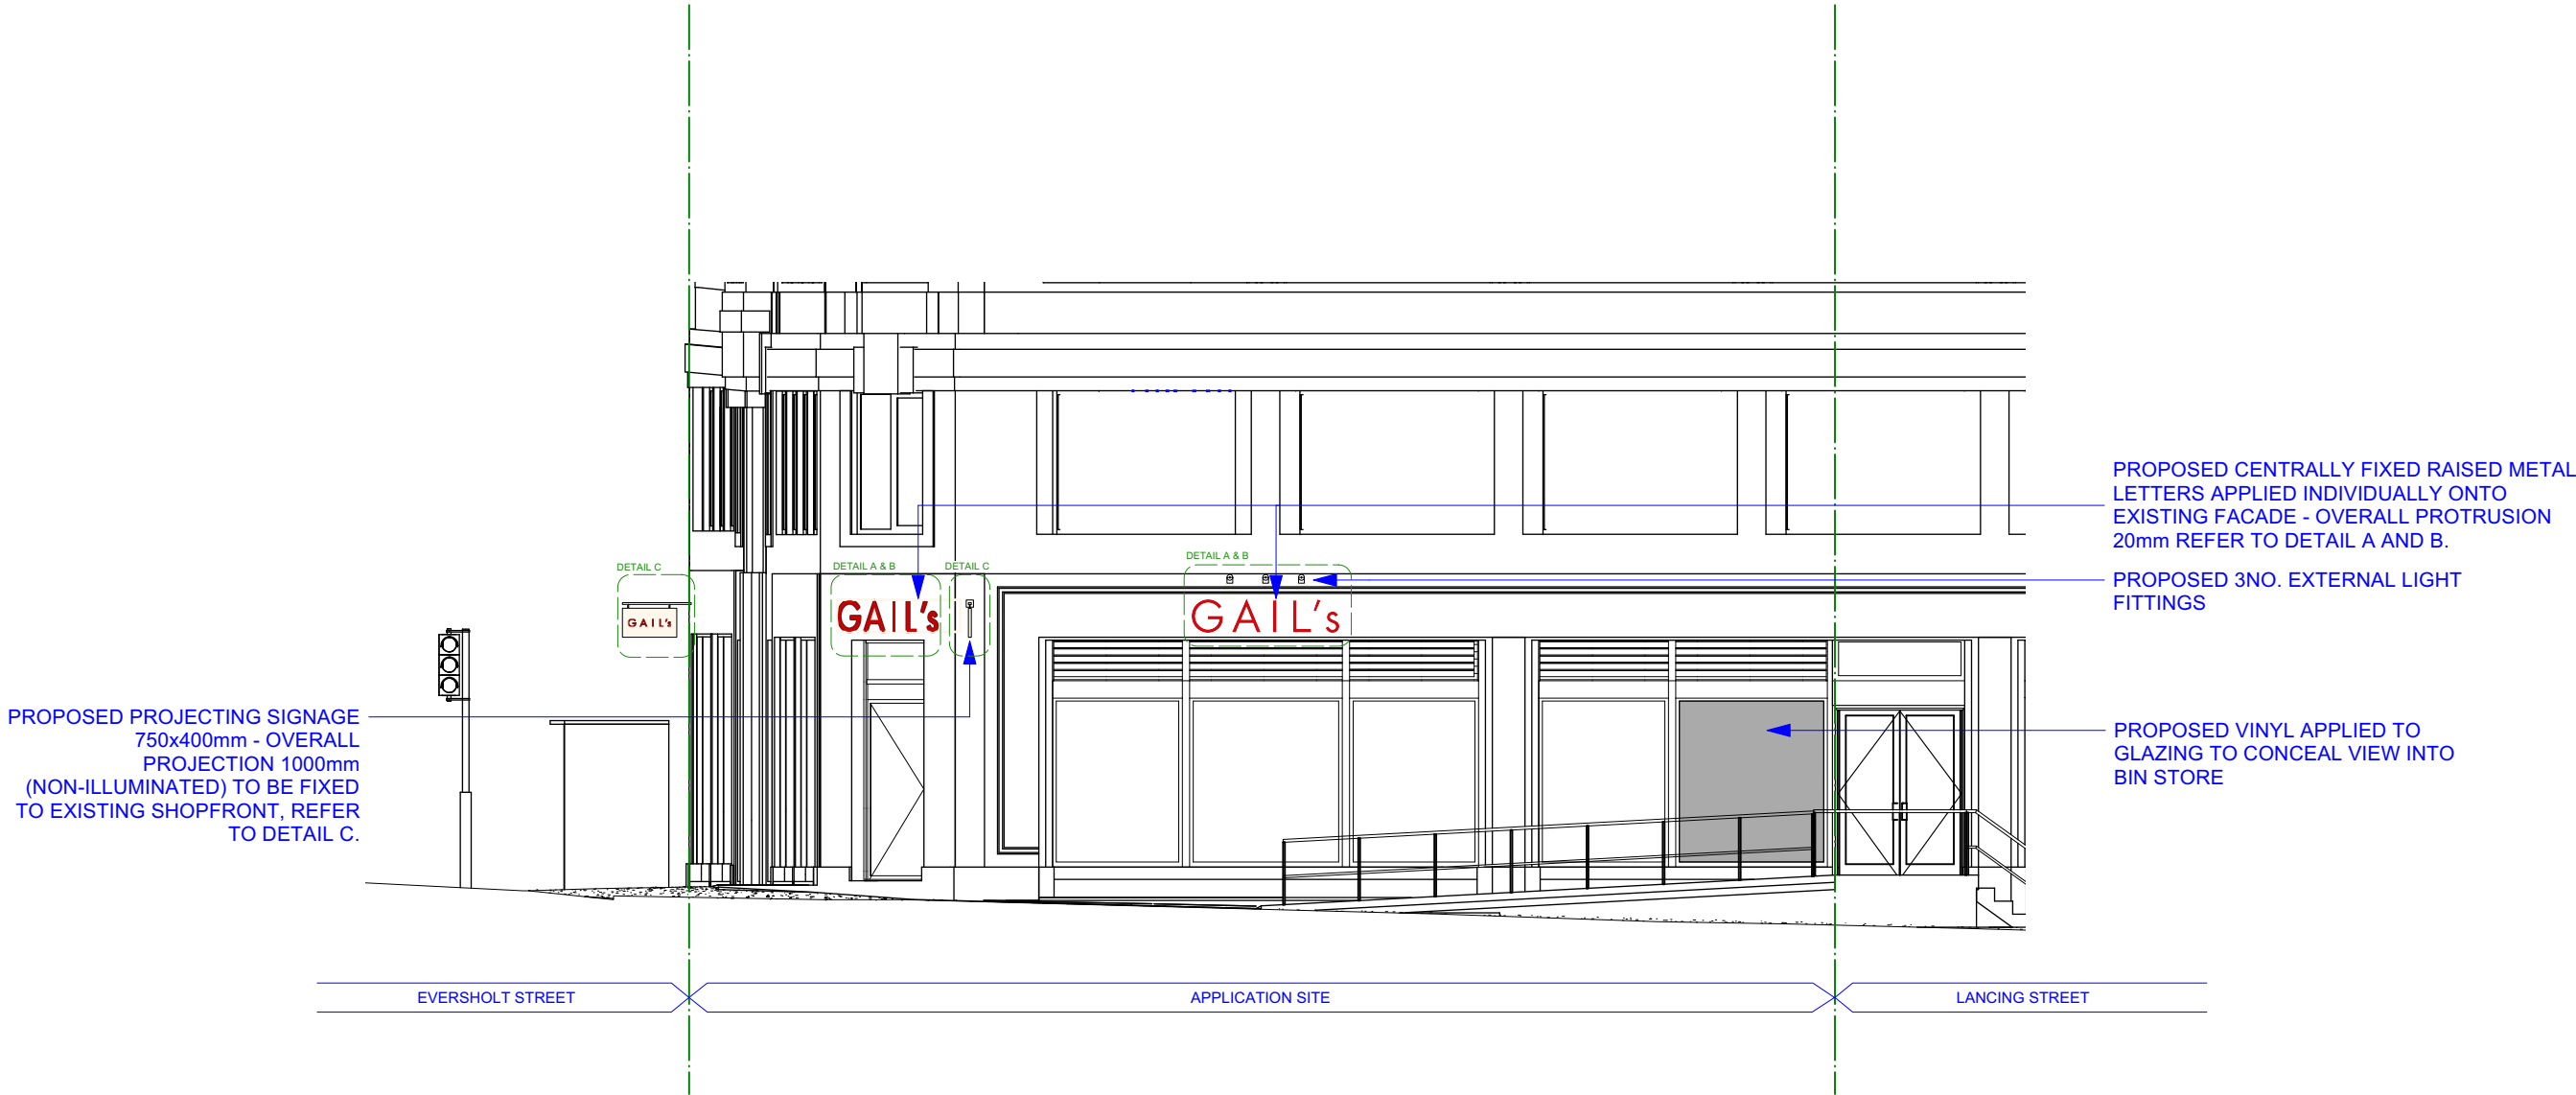 PROPOSED CENTRALLY FIXED RAISED METAL
LETTERS APPLIED INDIVIDUALLY ONTO
EXISTING FACADE - OVERALL PROTRUSION
20mm REFER TO DETAIL A AND B.
DETAIL A & B
DETAIL C
DETAIL A & B
DETAIL C
PROPOSED 3NO. EXTERNAL LIGHT
FITTINGS
GAIL's
GAIL's
GAIL's
PROPOSED PROJECTING SIGNAGE
750x400mm - OVERALL
PROJECTION 1000mm
(NON-ILLUMINATED) TO BE FIXED
TO EXISTING SHOPFRONT, REFER
TO DETAIL C.
PROPOSED VINYL APPLIED TO
GLAZING TO CONCEAL VIEW INTO
BIN STORE
EVERSHOLT STREET
APPLICATION SITE
LANCING STREET